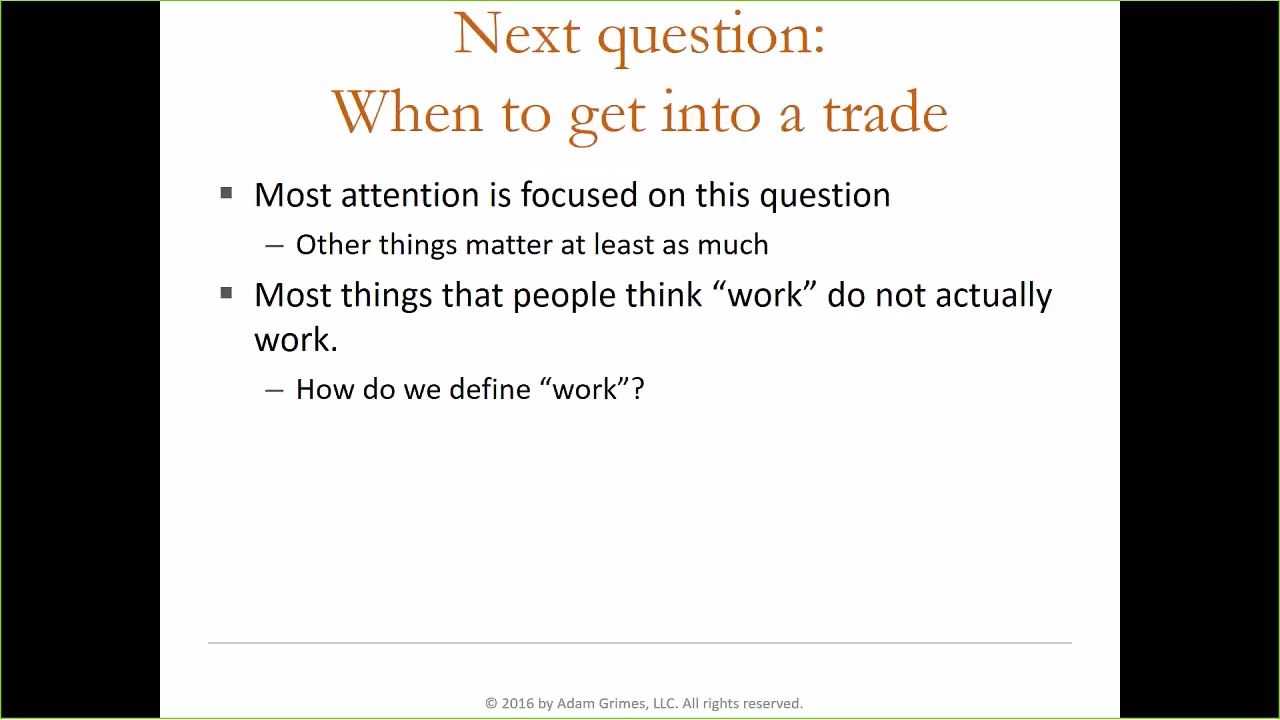 Next question:
When to get into a trade
▪ Most attention is focused on this question
– Other things matter at least as much
▪ Most things that people think “work” do not actually
work.
– How do we define “work”?
© 2016 by Adam Grimes, LLC. All rights reserved.